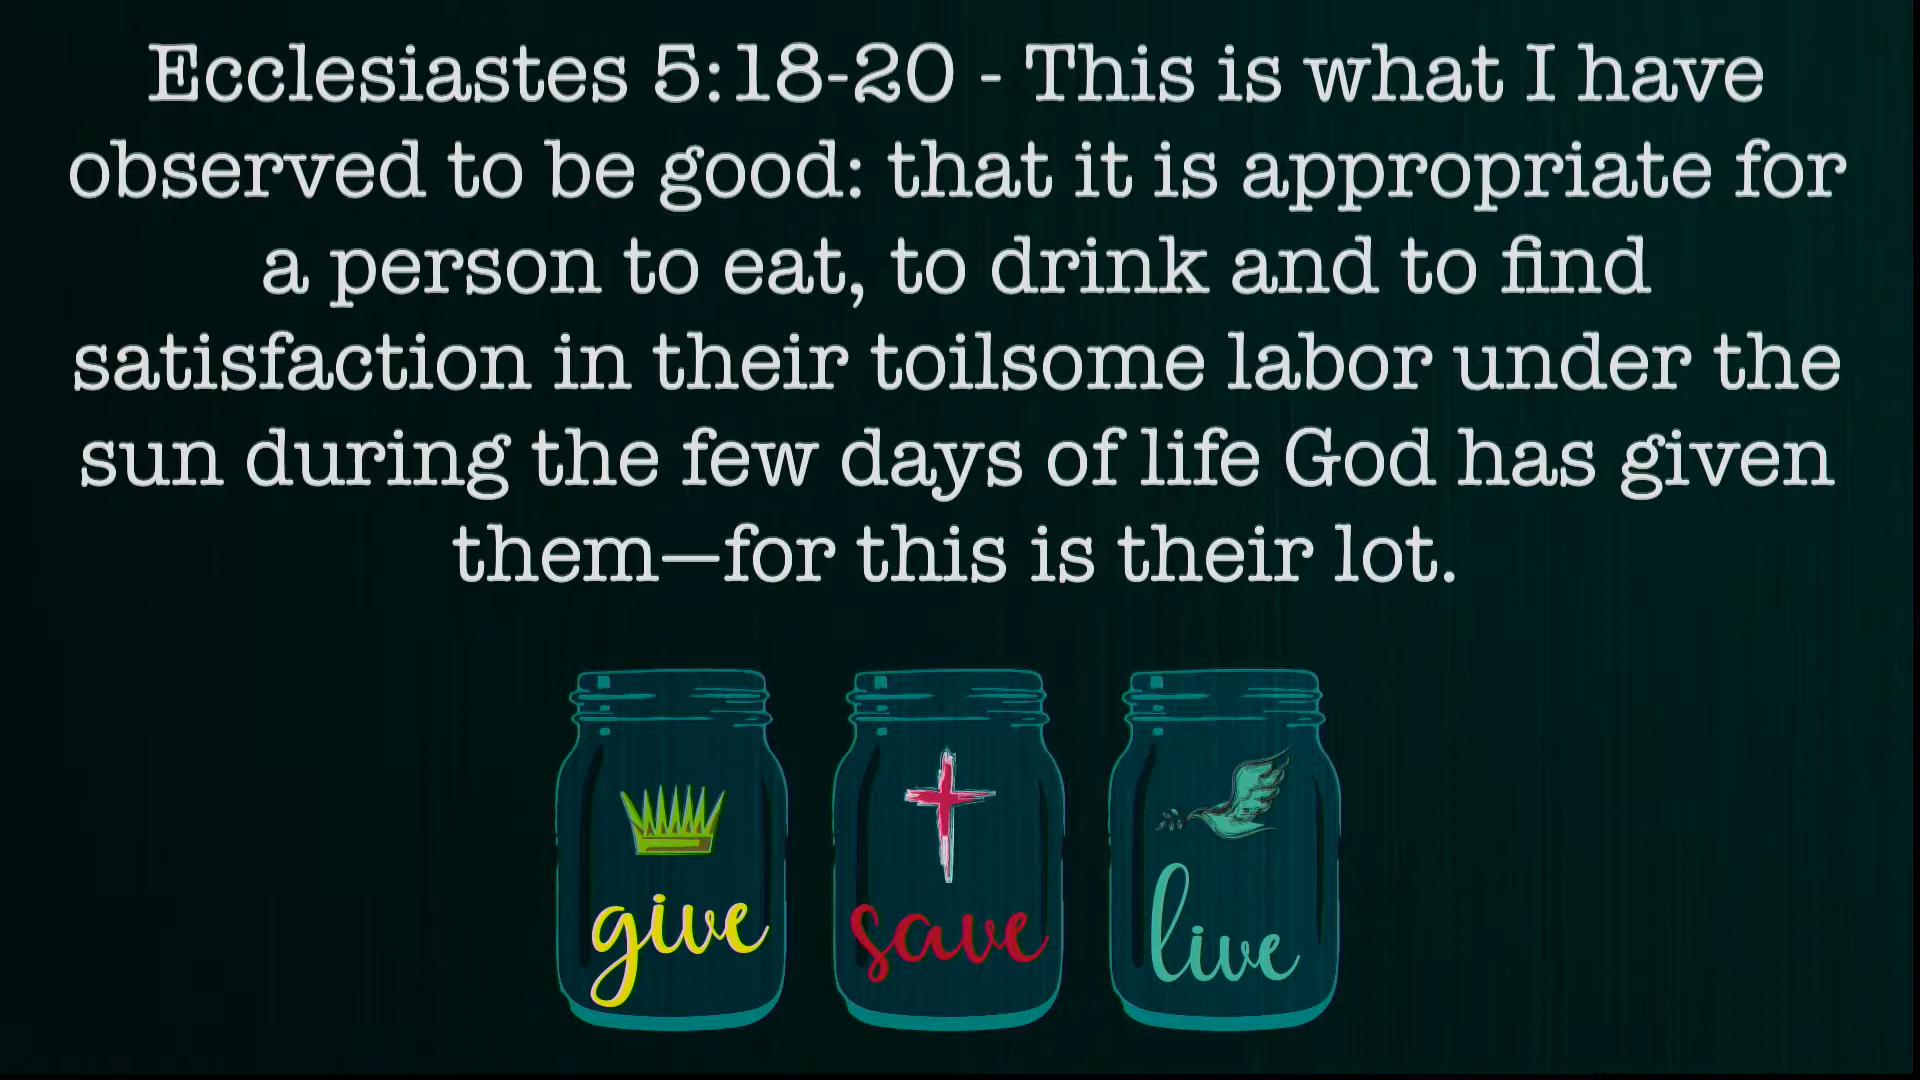 Ecclesiastes 5:18-20 - This is what I have
observed to be good: that it is appropriate for
a person to eat, to drink and to find
satisfaction in their toilsome labor under the
sun during the few days of life God has given
them—for this is their lot.
give
save
live